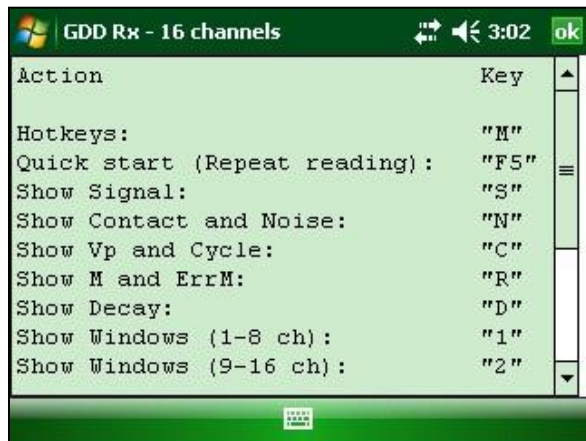 GDD Rx - 16 channels 3:02 ok
Action Key
Hotkeys: "M"
Quick start (Repeat reading): "F5"
Show Signal: "S"
Show Contact and Noise: "N"
Show Vp and Cycle: "C"
Show M and ErrM: "R"
Show Decay: "D"
Show Windows (1-8 ch): "1"
Show Windows (9-16 ch): "2"